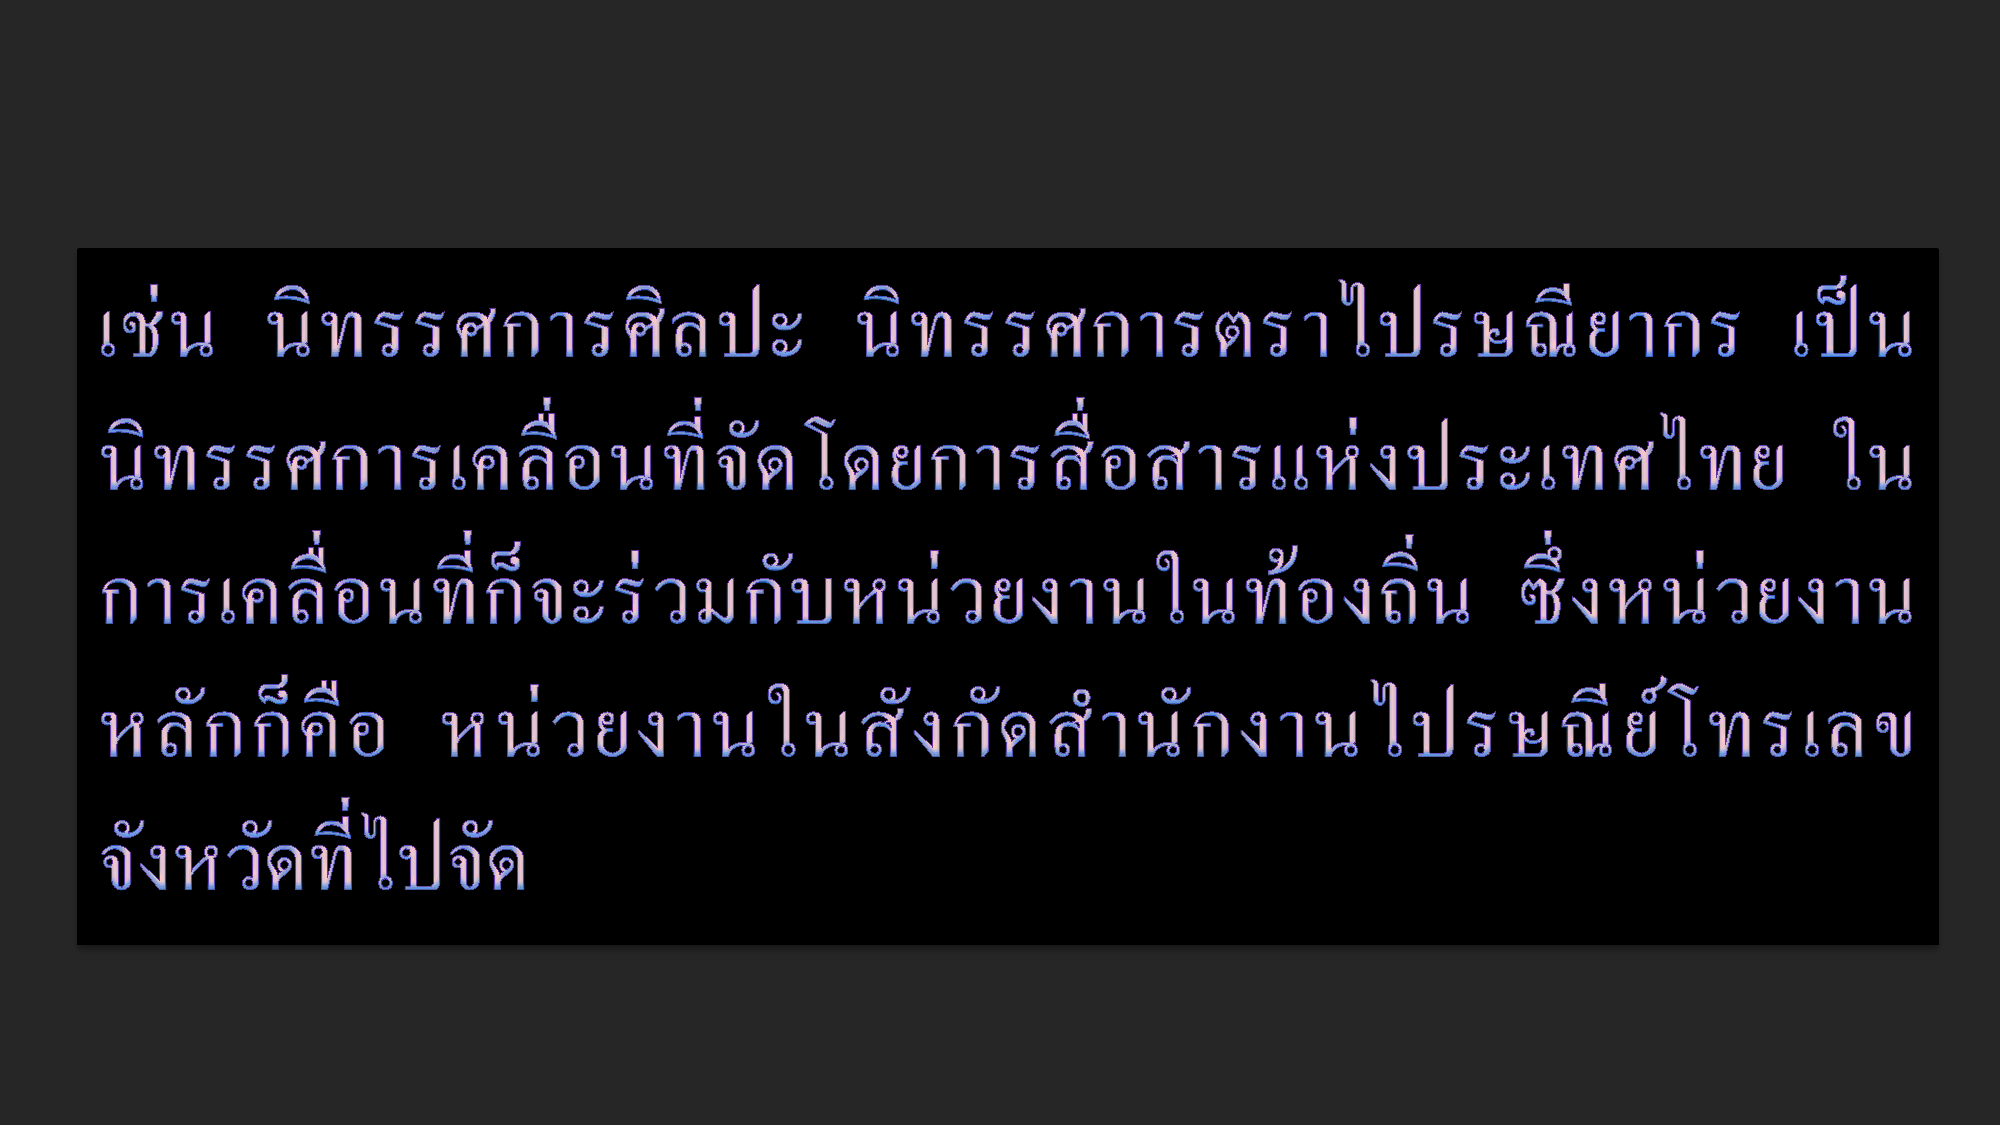 เช่น นิทรรศการศิลปะ นิทรรศการตราไปรษณียากร เป็น
นิทรรศการเคลื่อนที่จัดโดยการสื่อสารแห่งประเทศไทย ใน
การเคลื่อนที่ก็จะร่วมกับหน่วยงานในท้องถิ่น ซึ่งหน่วยงาน
หลักก็คือ หน่วยงานในสังกัดสำนักงานไปรษณีย์โทรเลข
จังหวัดที่ไปจัด